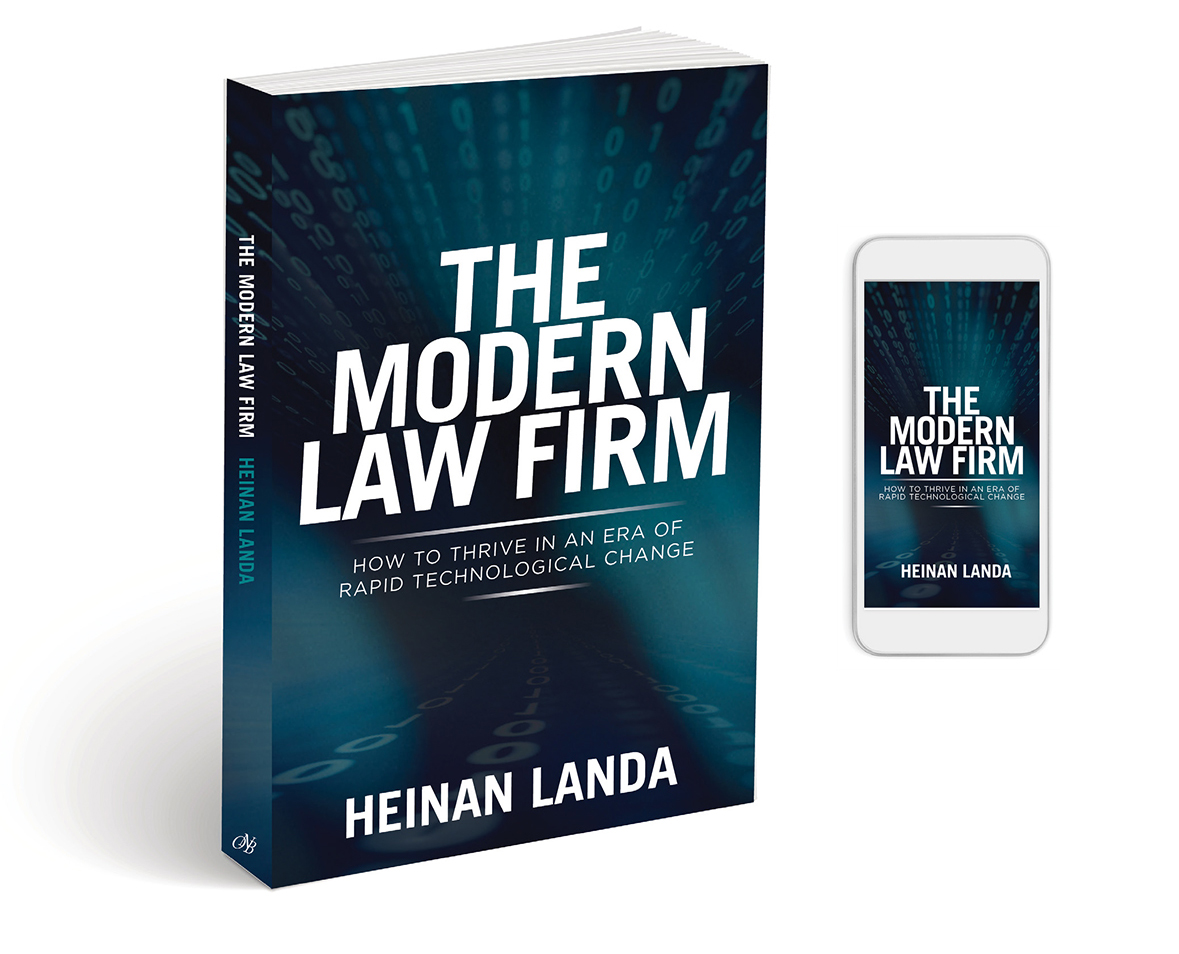 THE MODERN LAW FIRM HEINAN LANDA
THE
MODERN
LAW FIRM
HOW TO THRIVE IN AN ERA OF
RAPID TECHNOLOGICAL CHANGE
HEINAN LANDA
THE
MODERN
LAW FIRM
HOW TO THRIVE IN AN ERA OF
RAPID TECHNOLOGICAL CHANGE
HEINAN LANDA